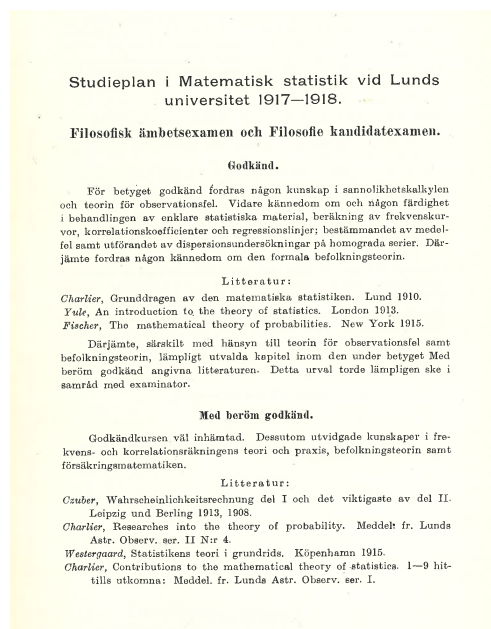 Studieplan i Matematisk statistik vid Lunds
universitet 1917—1918.
Filosofisk ämbetsexamen och Filosofie kandidatexamen.
Godkänd.
För betyget godkänd fordras någon kunskap i sannolikhetskalkylen
och teorin för observationsfel. Vidare kännedom om och någon färdighet
i behandlingen av enklare statistiska material, beräkning av frekvenskur-
vor, korrelationskoefficienter och regressionslinjer; bestämmandet av medel-
fel samt utförandet av dispersionsundersökningar på homograda serier. Där-
jämte fordras någon kännedom om den formala befolkningsteorin.
Litteratur:
Charlier, Grunddragen av den matematiska statistiken. Lund 1910.
Yule, An introduction to the theory of statistics. London 1913.
Fischer, The mathematical theory of probabilities. New York 1915.
Därjämte, särskilt med hänsyn till teorin för observationsfel samt
befolkningsteorin, lämpligt utvalda kapitel inom den under betyget Med
beröm godkänd angivna litteraturen. Detta urval torde lämpligen ske i
samråd med examinator.
Med beröm godkänd.
Godkändkursen väl inhämtad. Dessutom utvidgade kunskaper i fre-
kvens- och korrelationsräkningens teori och praxis, befolkningsteorin samt
försäkringsmatematiken.
Litteratur:
Czuber, Wahrscheinlichkeitsrechnung del I och det viktigaste av del II.
Leipzig und Berling 1913, 1908.
Charlier, Researches into the theory of probability. Meddel. fr. Lunds
Astr. Observ. ser. II N:r 4.
Westergaard, Statistikens teori i grundrids. Köpenhamn 1915.
Charlier, Contributions to the mathematical theory of statistics. 1—9 hit-
tills utkomna: Meddel. fr. Lunds Astr. Observ. ser. I.